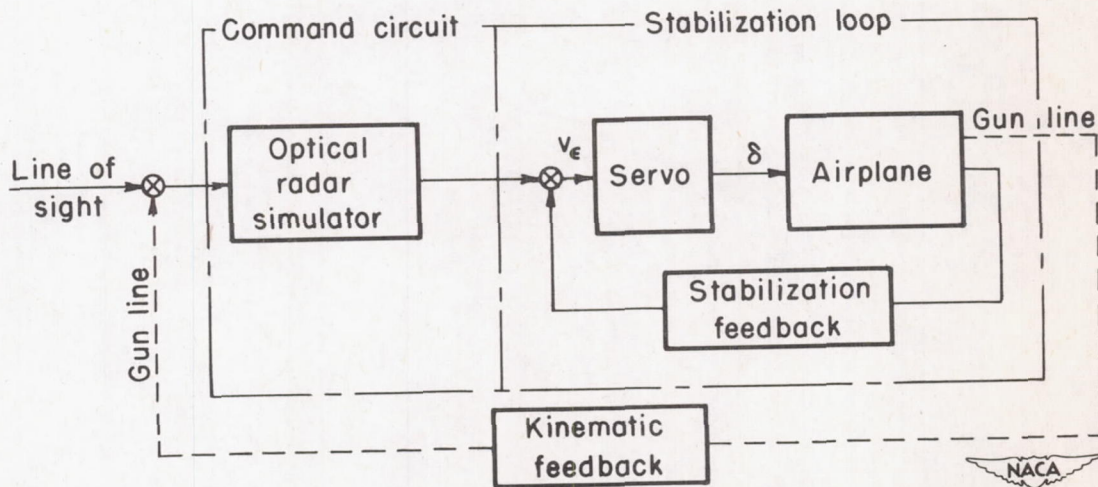 Command circuit
Stabilization loop
Line of
sight
Optical
radar
simulator
Vϵ
Servo
δ
Airplane
Gun line
Stabilization
feedback
Gun line
Kinematic
feedback
NACA